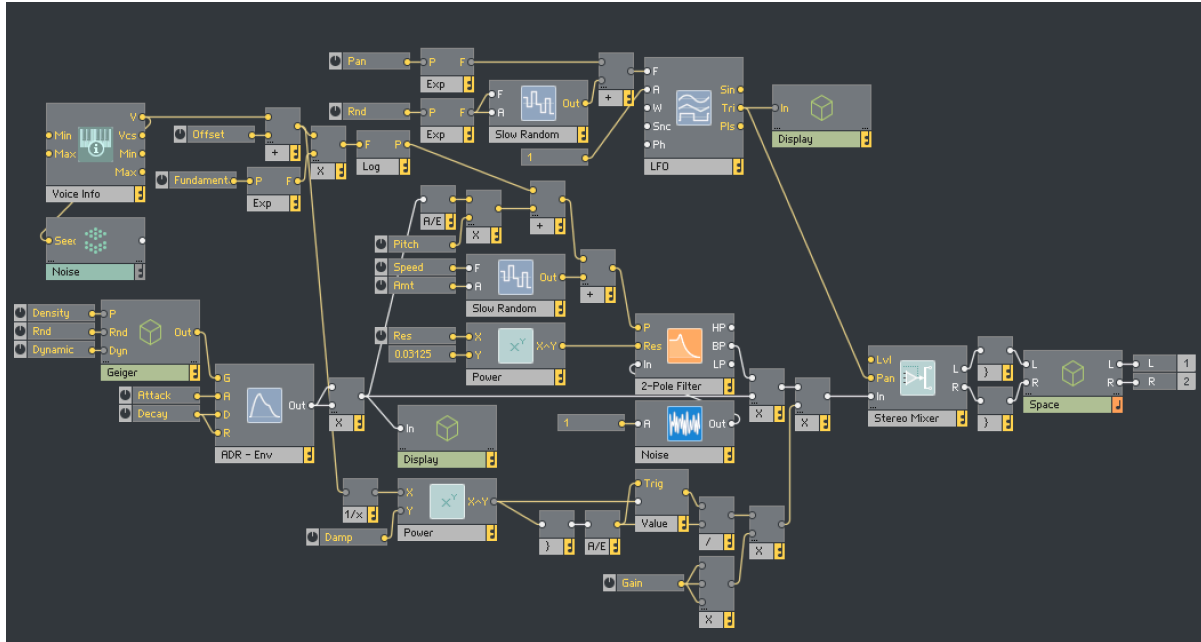 Pan
P F
Exp
+
Rnd
P F
Exp
F
A
Out
Slow Random
1
F
A
W
Snc
Ph
Sin
Tri
Pls
LFO
In
Display
V
Vcs
Min
Max
Min
Max
Voice Info
Offset
+
Fundament.
P F
Exp
X
F P
Log
Seed
Noise
A/E
X
+
Pitch
Speed
Amt
F
A
Out
Slow Random
+
Res
0.03125
X
Y
X^Y
Power
P
Res
In
HP
BP
LP
2-Pole Filter
1
A
Out
Noise
Density
Rnd
Dynamic
P
Rnd
Dyn
Out
Geiger
Attack
Decay
G
A
D
R
Out
ADR - Env
X
In
Display
X
X
Lvl
Pan
In
L
R
Stereo Mixer
}
}
L
R
L
R
Space
L 1
R 2
1/x
Damp
X
Y
X^Y
Power
}
A/E
Trig
Value
/
X
Gain
X